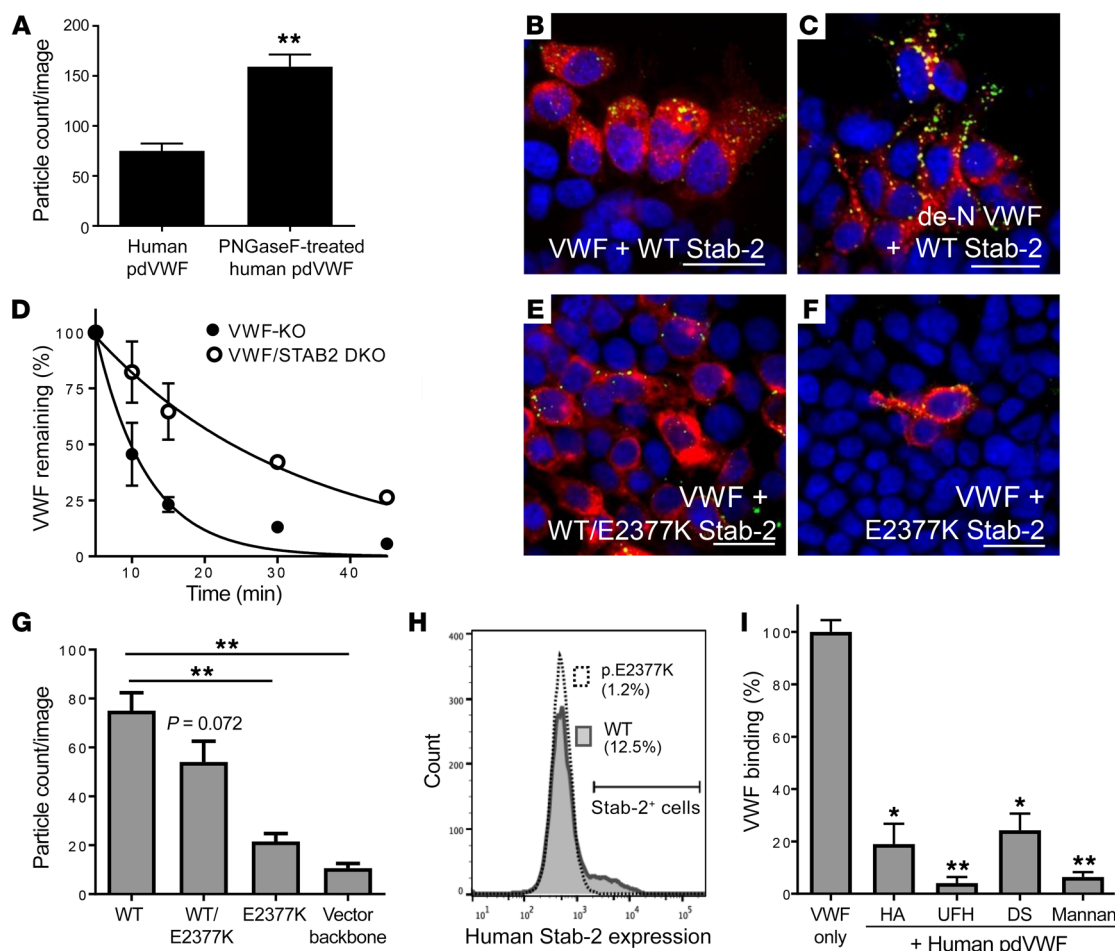 A
Particle count/image
200
150
100
50
0
**
Human
pdVWF
PNGaseF-treated
human pdVWF
B
VWF + WT Stab-2
C
de-N VWF
+ WT Stab-2
D
VWF remaining (%)
100
75
50
25
0
VWF-KO
VWF/STAB2 DKO
10
20
30
40
Time (min)
E
VWF +
WT/E2377K Stab-2
F
VWF +
E2377K Stab-2
G
Particle count/image
100
80
60
40
20
0
**
**
P = 0.072
WT
WT/
E2377K
E2377K
Vector
backbone
H
Count
400
300
200
100
0
p.E2377K
(1.2%)
WT
(12.5%)
Stab-2⁺ cells
10¹
10²
10³
10⁴
10⁵
Human Stab-2 expression
I
VWF binding (%)
100
80
60
40
20
0
*
**
*
**
VWF
only
HA
UFH
DS
Mannan
+ Human pdVWF